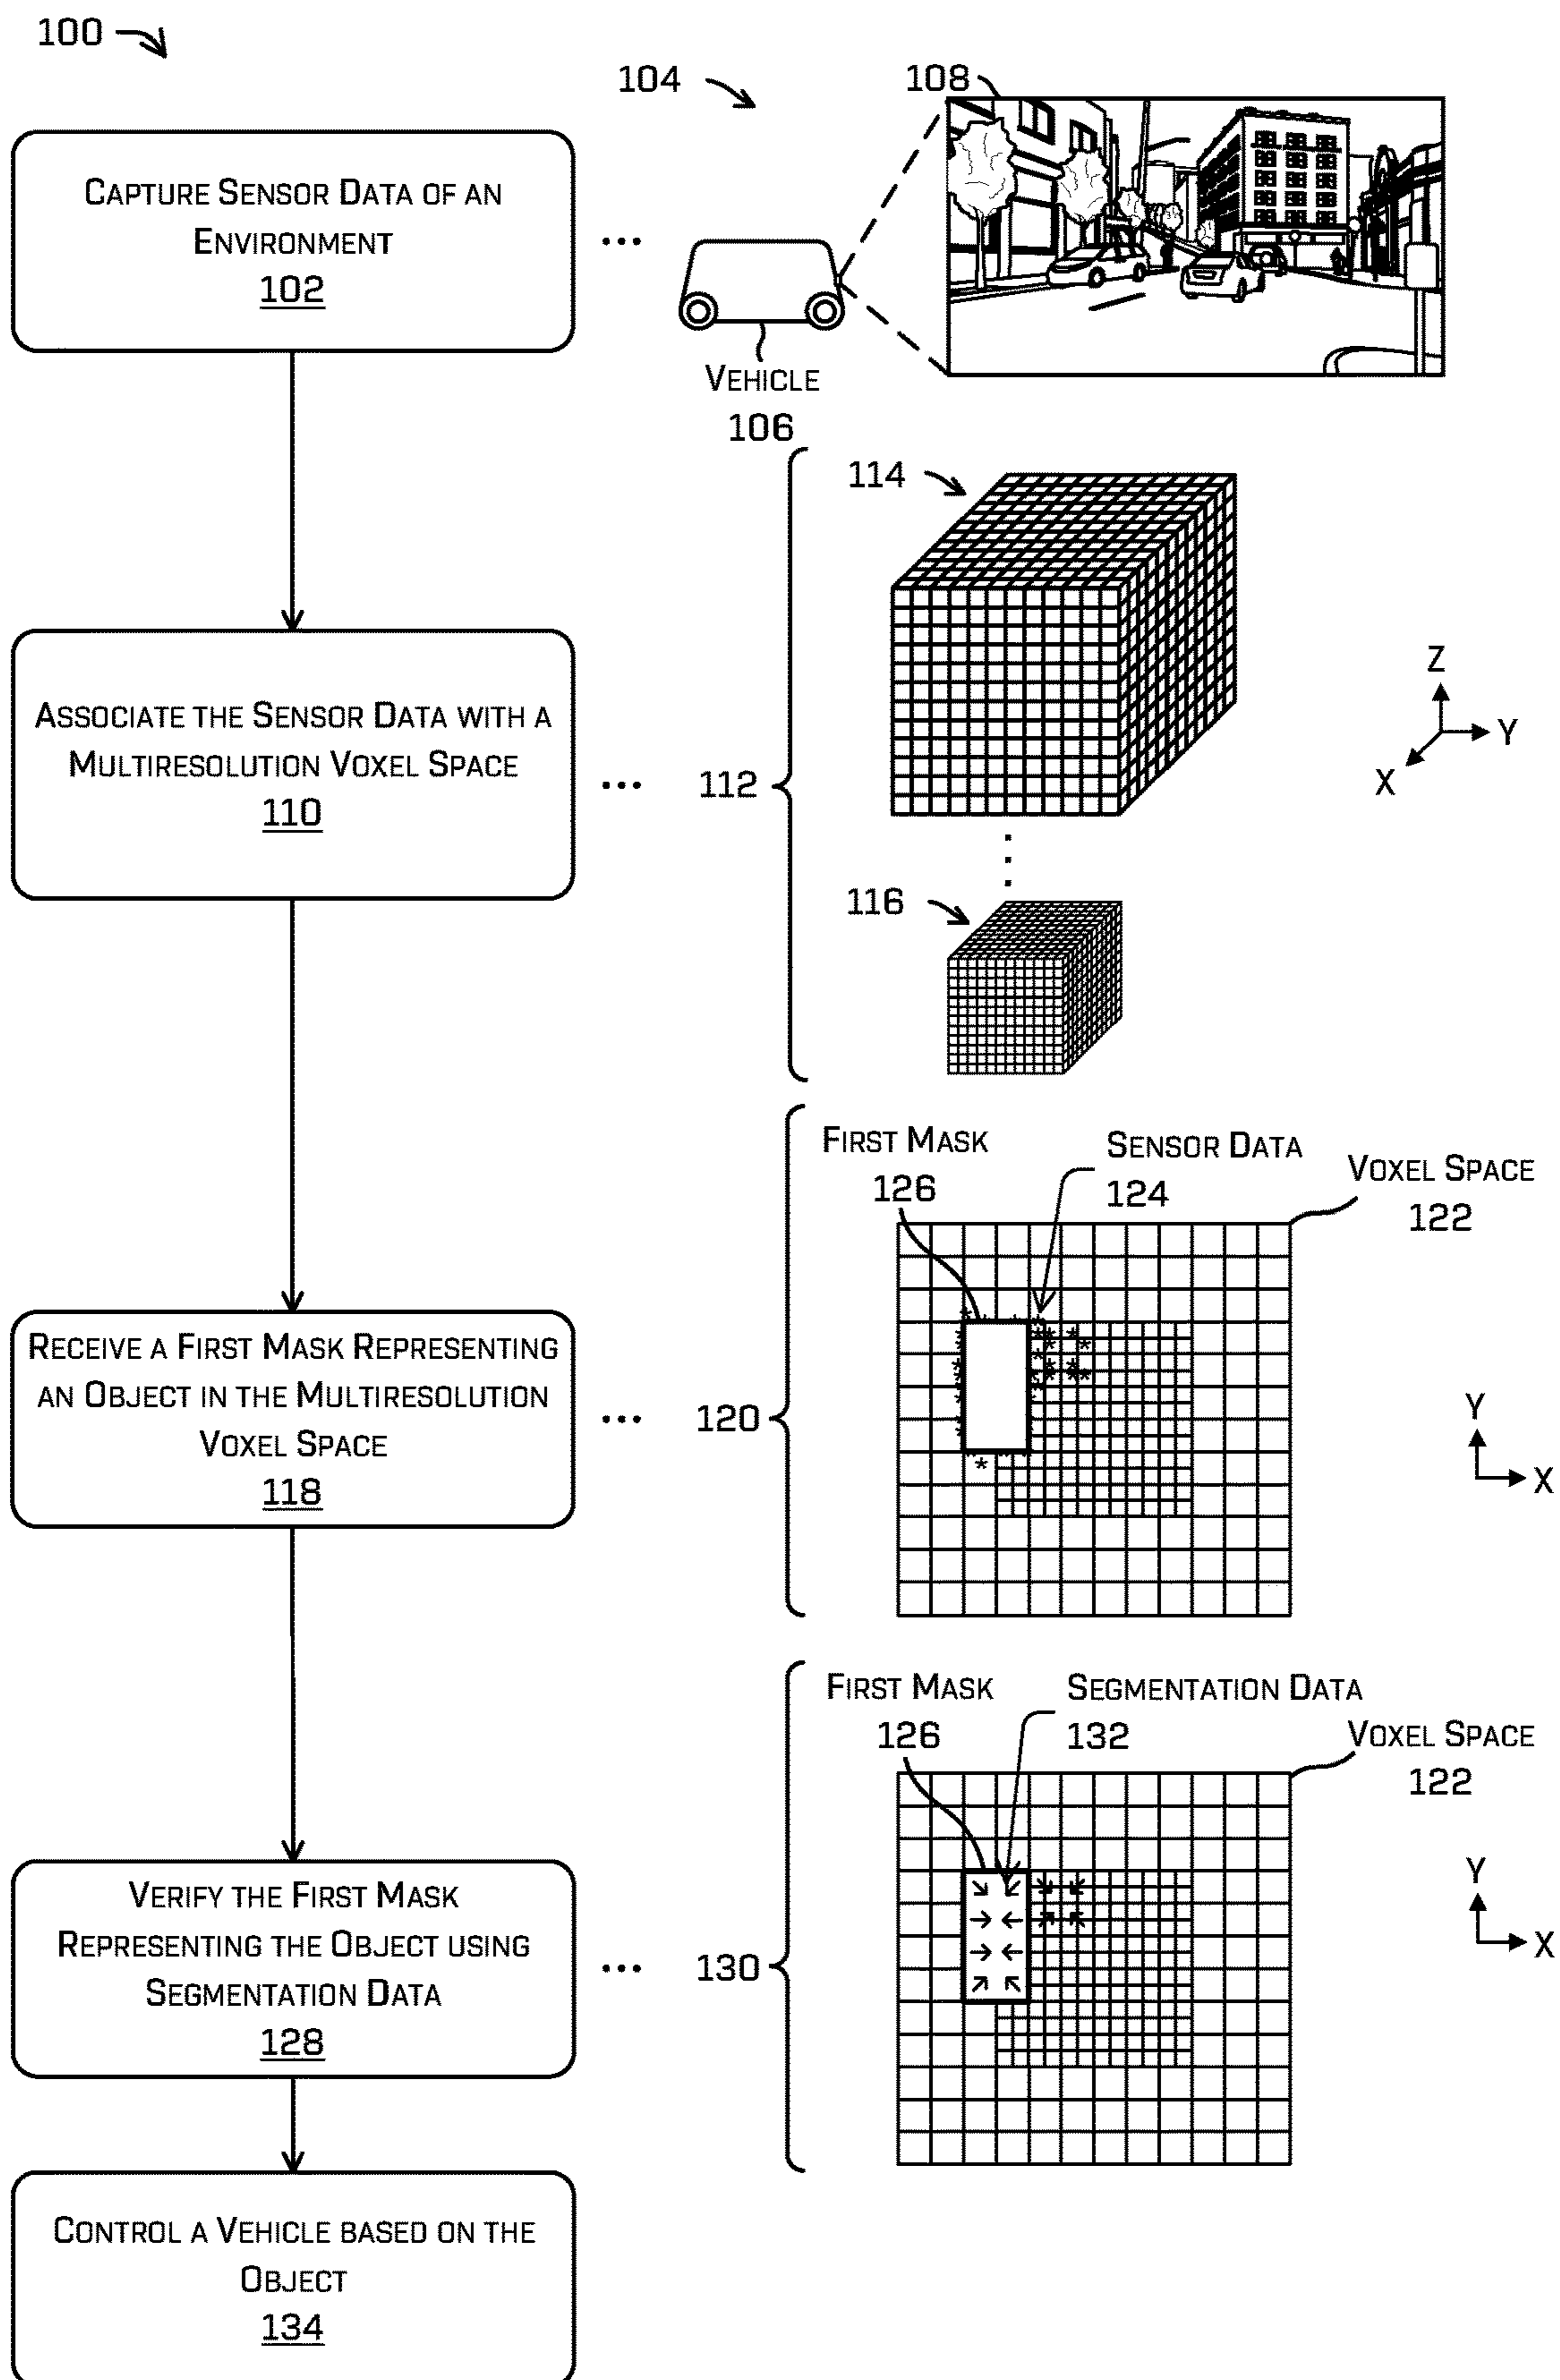 100
104
108
CAPTURE SENSOR DATA OF AN
ENVIRONMENT
102
...
VEHICLE
106
114
ASSOCIATE THE SENSOR DATA WITH A
MULTIRESOLUTION VOXEL SPACE
110
...
112
Z
Y
X
116
FIRST MASK
126
SENSOR DATA
124
VOXEL SPACE
122
RECEIVE A FIRST MASK REPRESENTING
AN OBJECT IN THE MULTIRESOLUTION
VOXEL SPACE
118
...
120
Y
X
FIRST MASK
126
SEGMENTATION DATA
132
VOXEL SPACE
122
VERIFY THE FIRST MASK
REPRESENTING THE OBJECT USING
SEGMENTATION DATA
128
...
130
Y
X
CONTROL A VEHICLE BASED ON THE
OBJECT
134